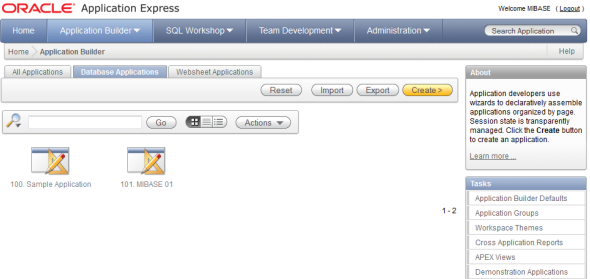 ORACLE Application Express
Welcome MIBASE ( Logout )
Home Application Builder SQL Workshop Team Development Administration Search Application
Home Application Builder Help
All Applications Database Applications Websheet Applications
Reset Import Export Create >
Go Actions
100. Sample Application 101. MIBASE 01
1 - 2
About
Application developers use
wizards to declaratively assemble
applications organized by page.
Session state is transparently
managed. Click the Create button
to create an application.
Learn more ...
Tasks
Application Builder Defaults
Application Groups
Workspace Themes
Cross Application Reports
APEX Views
Demonstration Applications